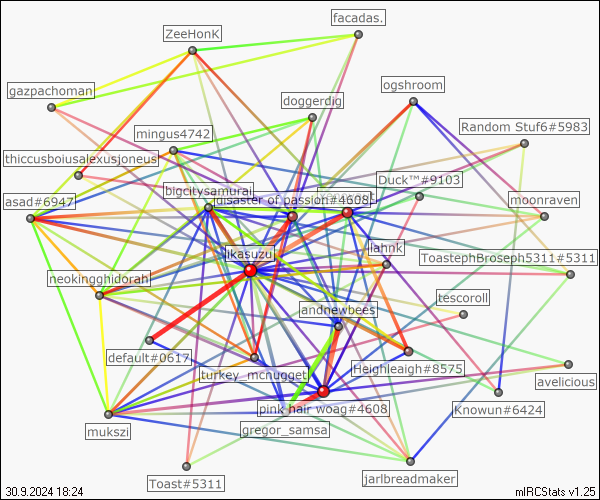 facadas.
ZeeHonK
ogshroom
gazpachoman
doggerdig
Random Stuf6#5983
mingus4742
thiccusboiusalexusjoneus
Duck™#9103
bigcitysamurai
disaster of passion#4608
asad#6947
moonraven
Ikasuzu
lahnK
ToastephBroseph5311#5311
neokingghidorah
tescoroll
andnewbees
default#0617
turkey_mcnugget
Heighleaigh#8575
avelicious
pink hair woag#4608
Knowun#6424
mukszi
gregor_samsa
Toast#5311
jarlbreadmaker
30.9.2024 18:24
mIRCStats v1.25